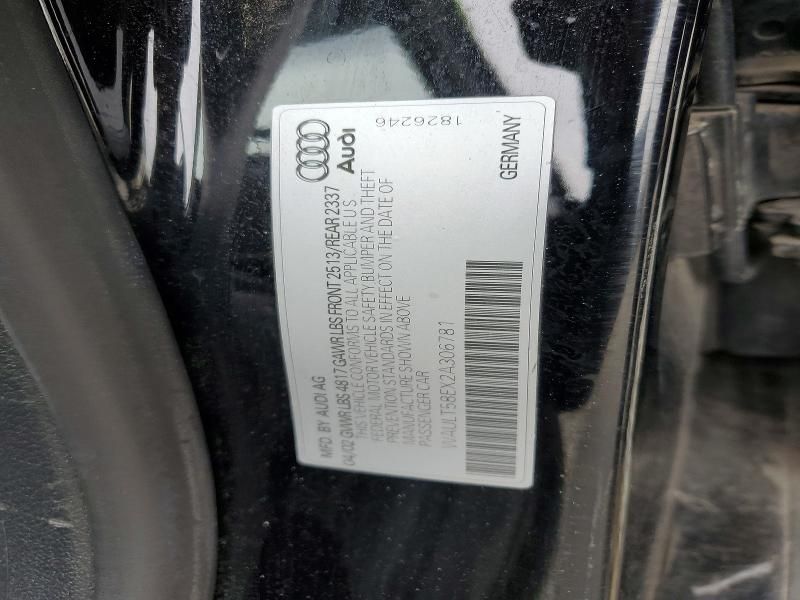 MFD. BY AUDI AG
04/02 GVWR LBS 4817 GAWR LBS FRONT 2513/REAR 2337
THIS VEHICLE CONFORMS TO ALL APPLICABLE U.S.
FEDERAL MOTOR VEHICLE SAFETY BUMPER AND THEFT
PREVENTION STANDARDS IN EFFECT ON THE DATE OF
MANUFACTURE SHOWN ABOVE
PASSENGER CAR
WAULT58EX2A306781
Audi
1826246
GERMANY